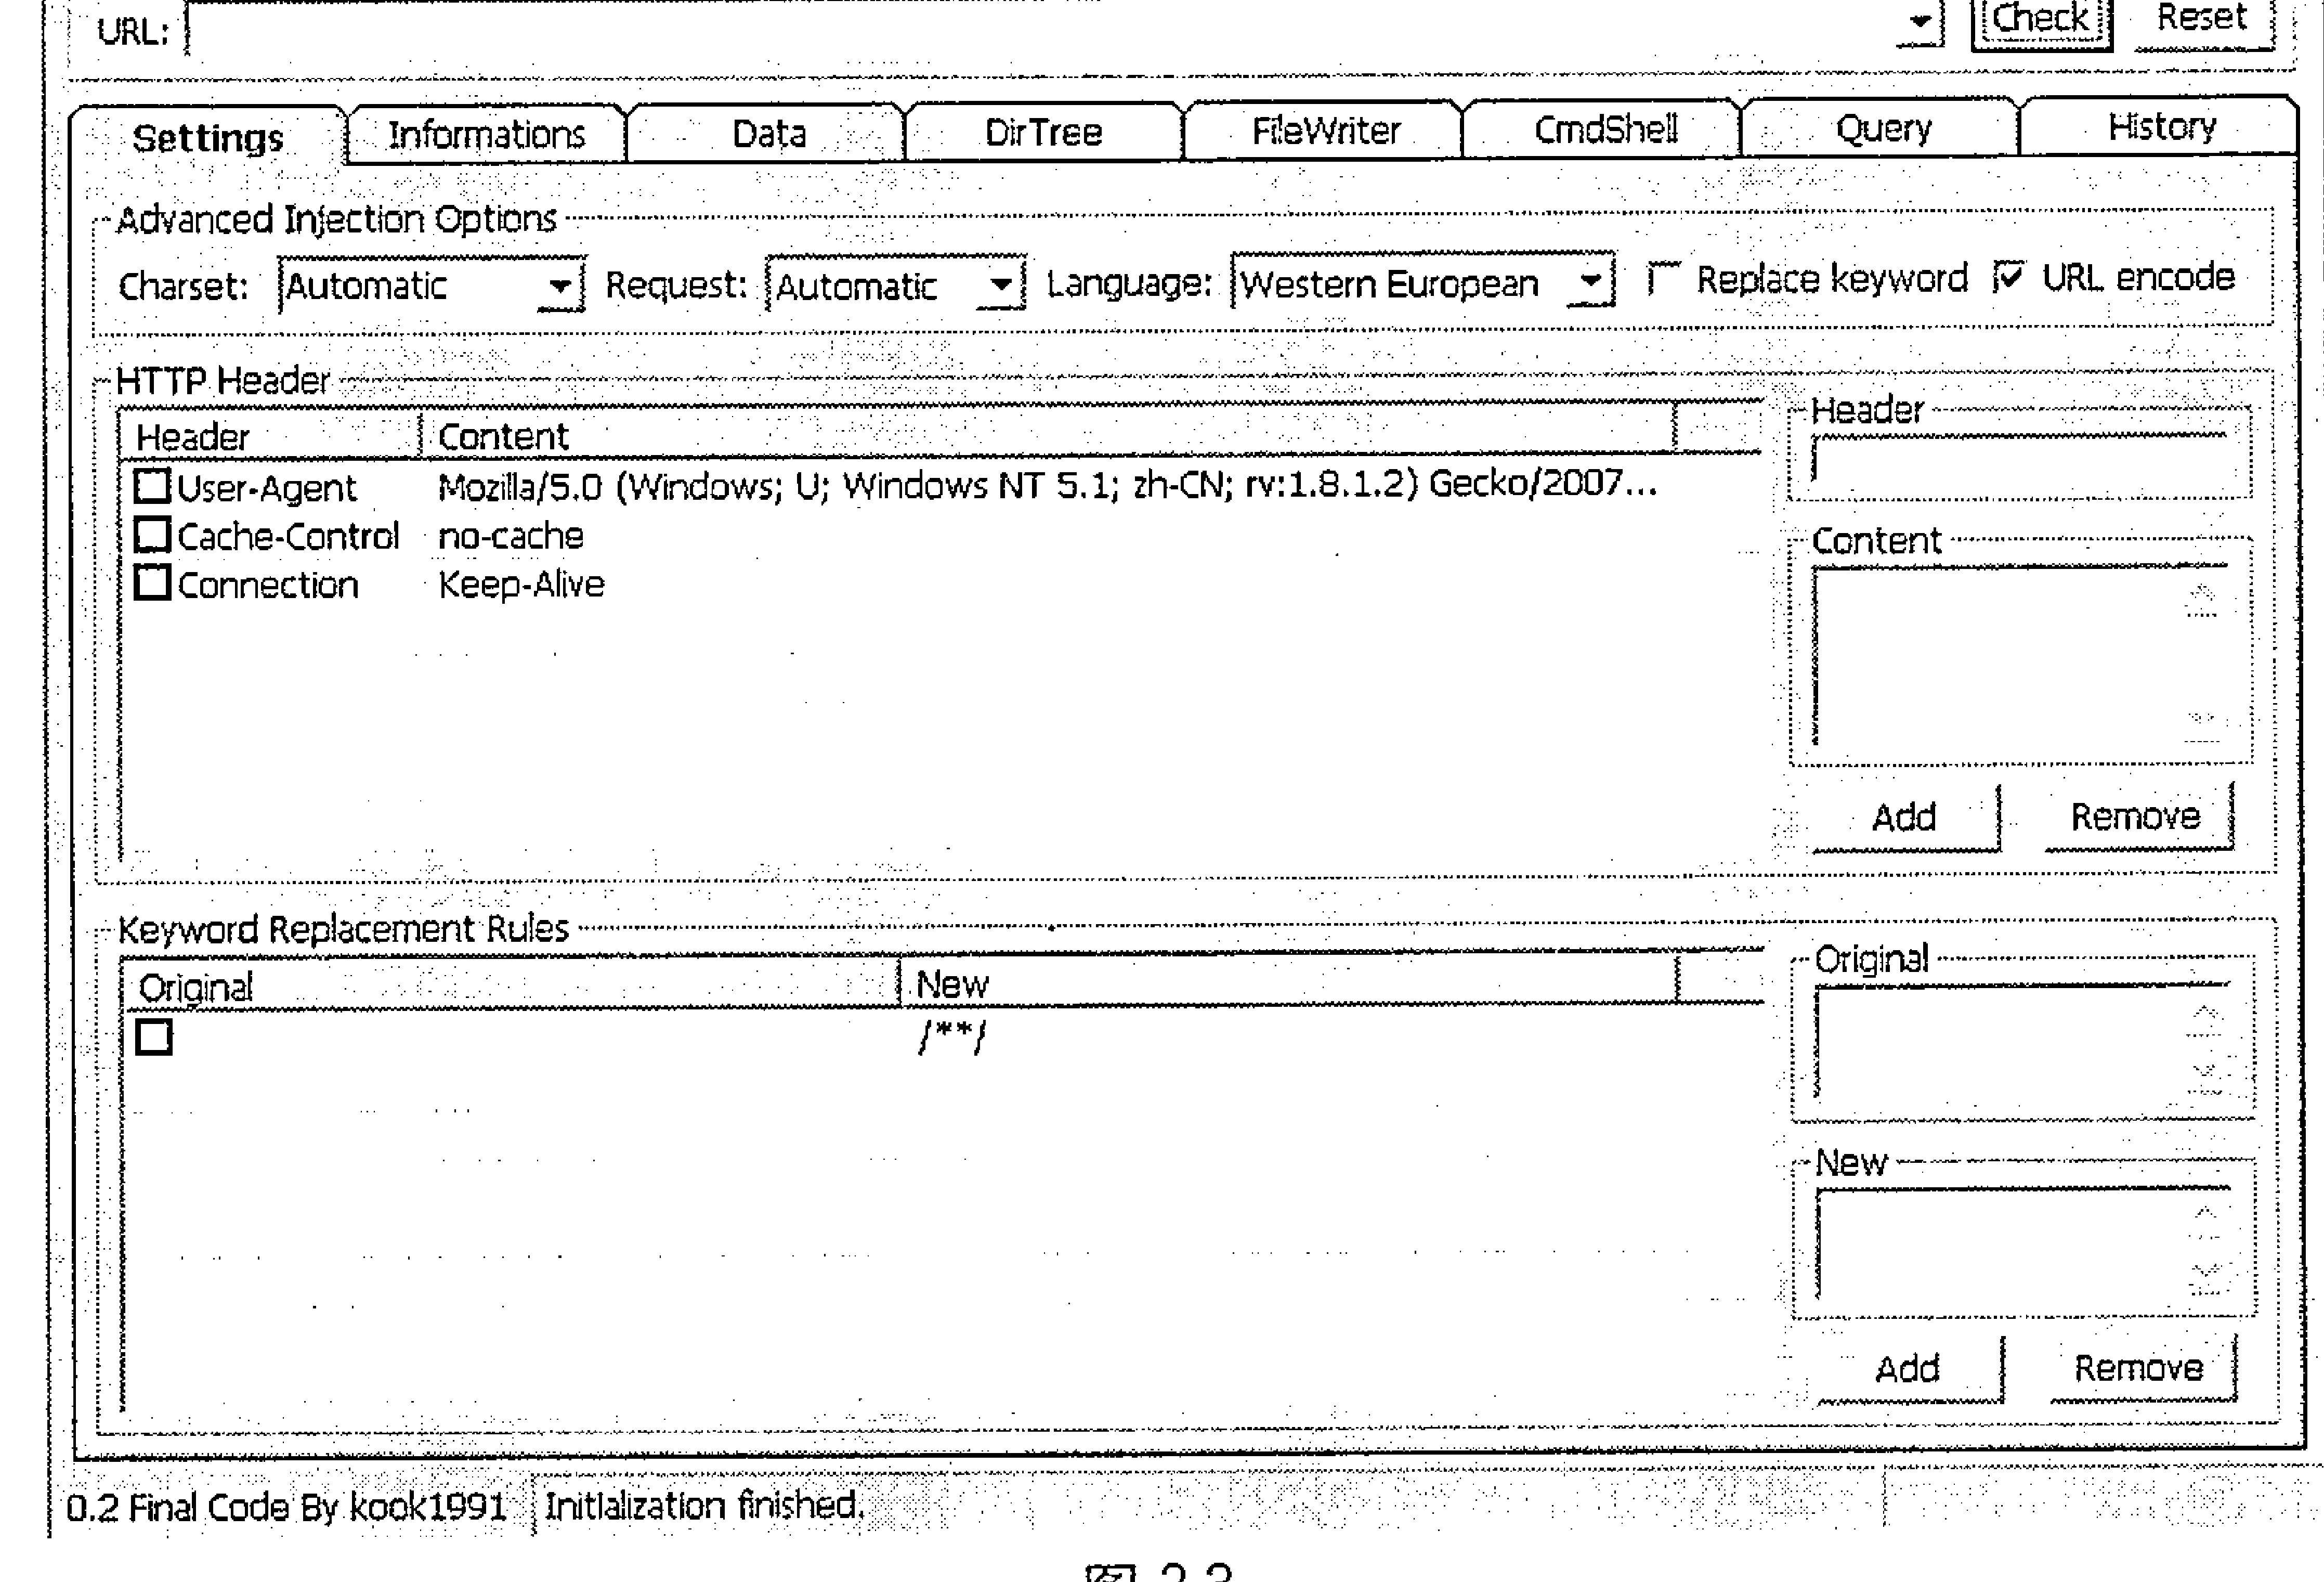 URL: Check Reset
Settings Informations Data DirTree FileWriter CmdShell Query History
Advanced Injection Options
Charset: Automatic Request: Automatic Language: Western European Replace keyword URL encode
HTTP Header
Header Content
User-Agent Mozilla/5.0 (Windows; U; Windows NT 5.1; zh-CN; rv:1.8.1.2) Gecko/2007...
Cache-Control no-cache
Connection Keep-Alive
Header
Content
Add Remove
Keyword Replacement Rules
Original New
/**/
Original
New
Add Remove
0.2 Final Code By kook1991 Initialization finished.